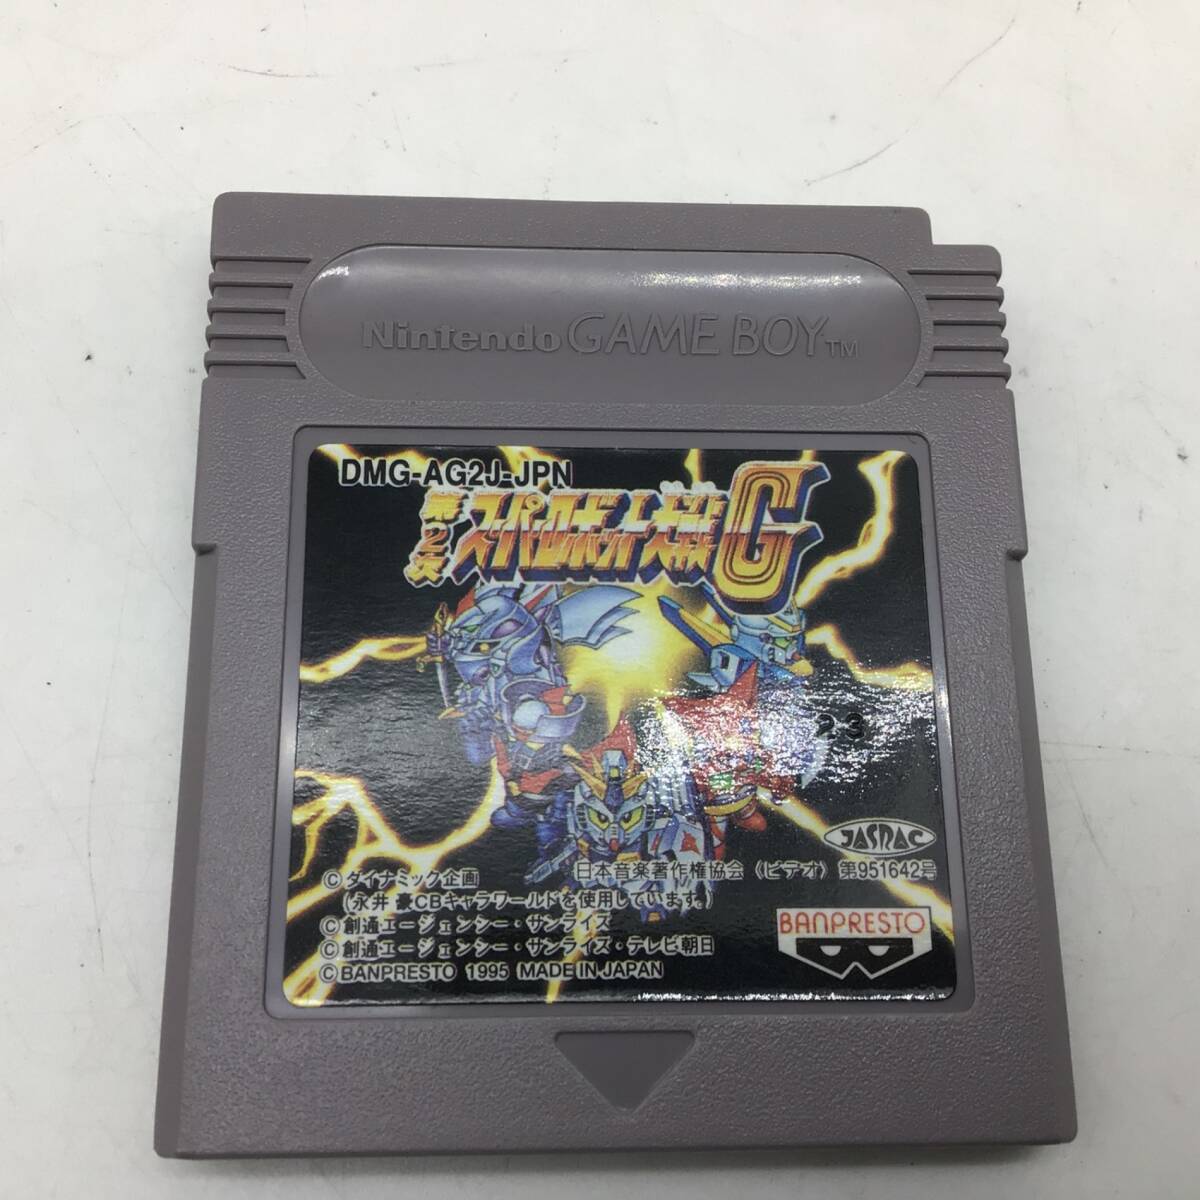 Nintendo GAME BOY TM
DMG-AG2J-JPN
第2次
スーパーロボット大戦G
23
JASRAC
日本音楽著作権協会 (ビデオ) 第951642号
© ダイナミック企画
(永井 豪CBキャラワールドを使用しています。)
© 創通エージェンシー・サンライズ
© 創通エージェンシー・サンライズ・テレビ朝日
© BANPRESTO 1995 MADE IN JAPAN
BANPRESTO